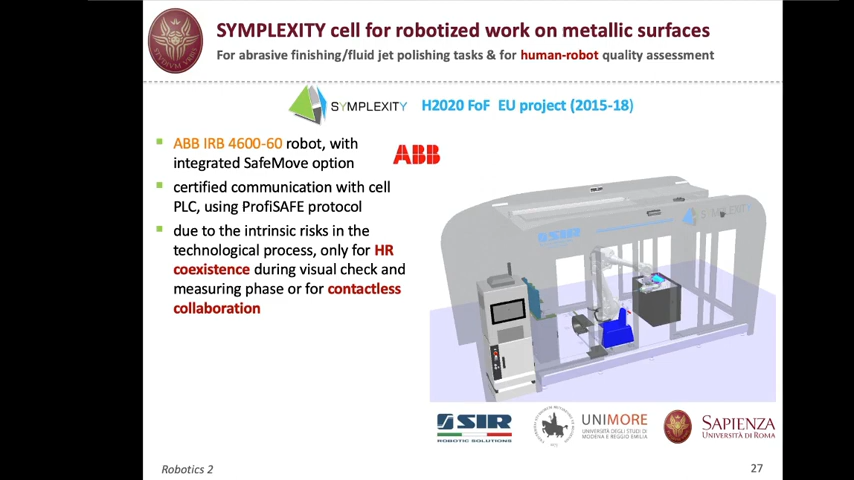 SYMPLEXITY cell for robotized work on metallic surfaces
For abrasive finishing/fluid jet polishing tasks & for human-robot quality assessment
SYMPLEXITY H2020 FoF EU project (2015-18)
ABB IRB 4600-60 robot, with
integrated SafeMove option
ABB
certified communication with cell
PLC, using ProfiSAFE protocol
due to the intrinsic risks in the
technological process, only for HR
coexistence during visual check and
measuring phase or for contactless
collaboration
SYMPLEXITY
SIR
SIR
ROBOTIC SOLUTIONS
UNIMORE
UNIVERSITÀ DEGLI STUDI DI
MODENA E REGGIO EMILIA
SAPIENZA
UNIVERSITÀ DI ROMA
Robotics 2
27